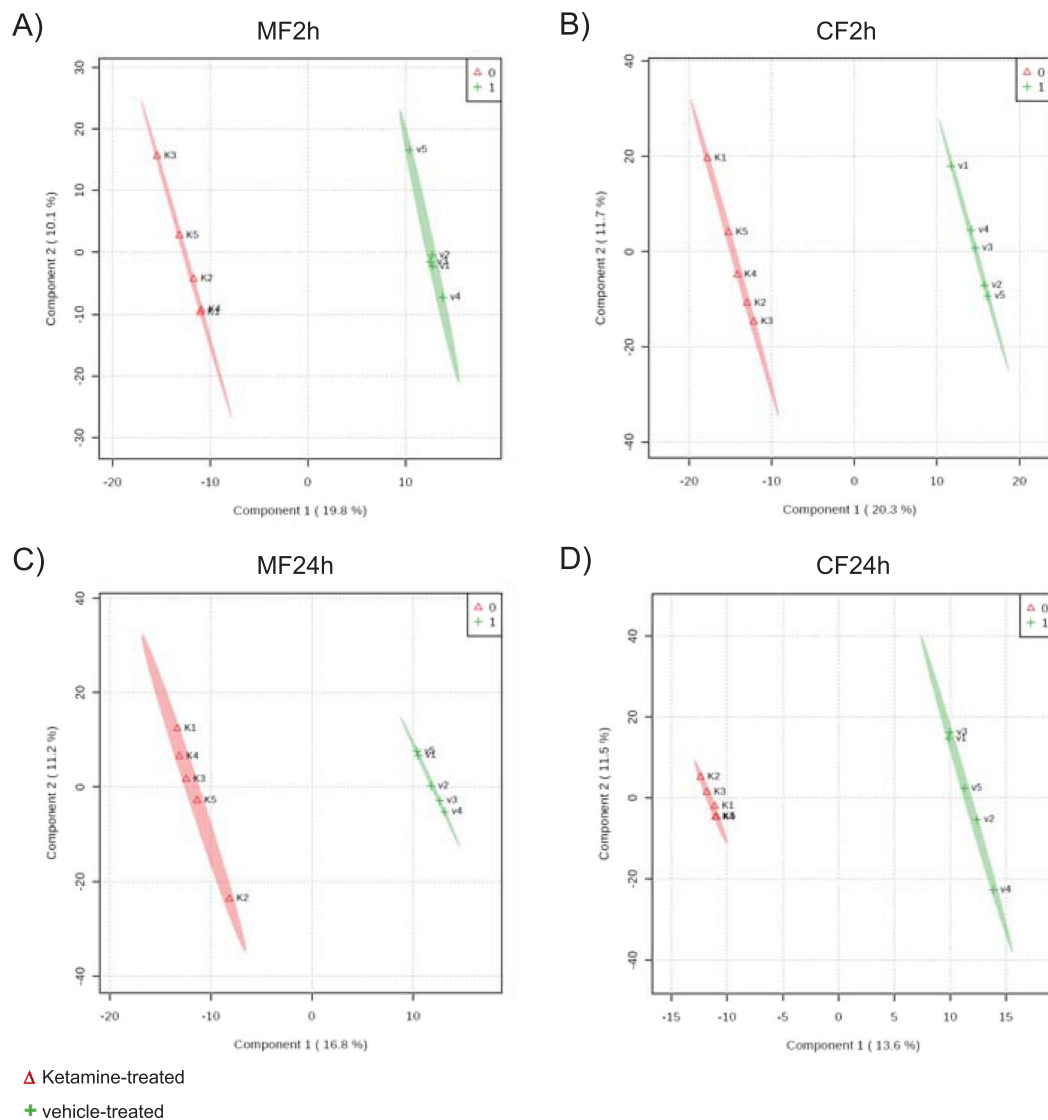 A)
MF2h
B)
CF2h
30
20
10
0
-10
-20
-30
Component 2 ( 10.1 %)
K3
K5
K2
K4
v5
v2
v1
v4
0
1
-20
-10
0
10
Component 1 ( 19.8 %)
40
20
0
-20
-40
Component 2 ( 11.7 %)
K1
K5
K4
K2
K3
v1
v4
v3
v2
v5
0
1
-20
-10
0
10
20
Component 1 ( 20.3 %)
C)
MF24h
D)
CF24h
40
20
0
-20
-40
Component 2 ( 11.2 %)
K1
K4
K3
K5
K2
v5
v1
v2
v3
v4
0
1
-20
-10
0
10
Component 1 ( 16.8 %)
40
20
0
-20
-40
Component 2 ( 11.5 %)
K2
K3
K1
v3
v1
v5
v2
v4
0
1
-15
-10
-5
0
5
10
15
Component 1 ( 13.6 %)
Δ Ketamine-treated
+ vehicle-treated